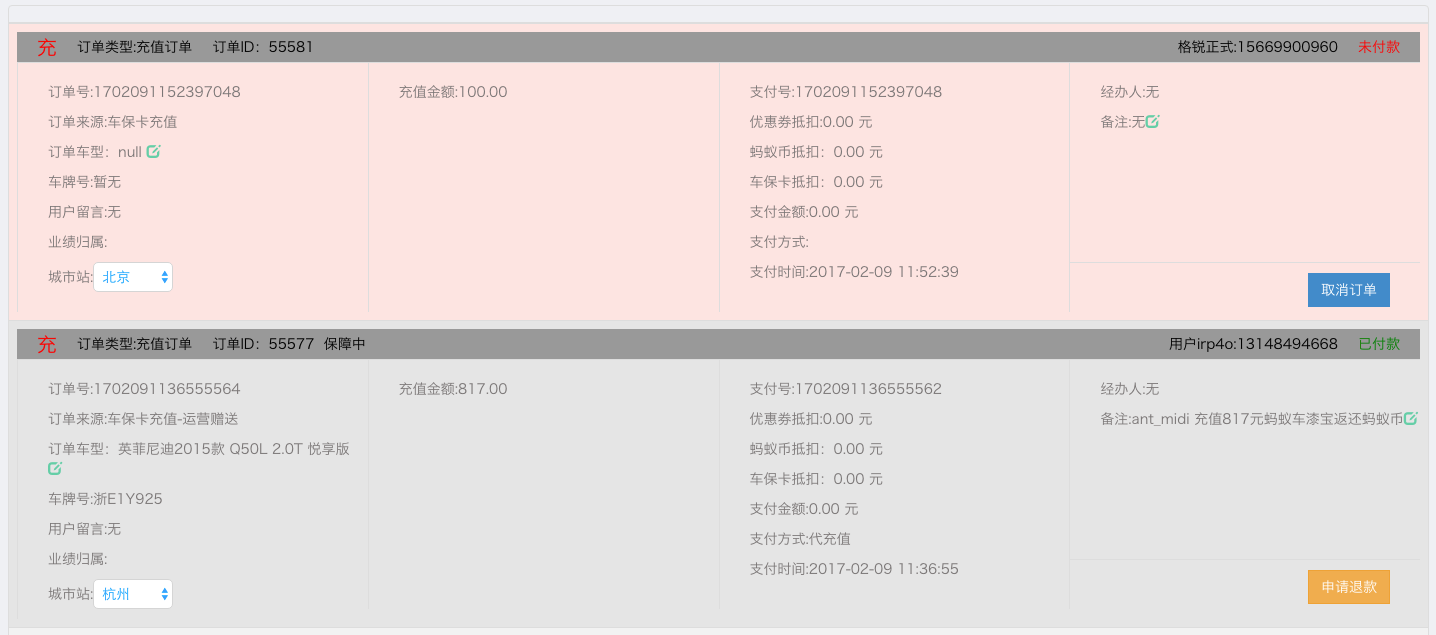 充 订单类型:充值订单 订单ID：55581 格锐正式:15669900960 未付款
订单号:1702091152397048
订单来源:车保卡充值
订单车型：null
车牌号:暂无
用户留言:无
业绩归属:
城市站:北京
充值金额:100.00
支付号:1702091152397048
优惠券抵扣:0.00 元
蚂蚁币抵扣：0.00 元
车保卡抵扣：0.00 元
支付金额:0.00 元
支付方式:
支付时间:2017-02-09 11:52:39
经办人:无
备注:无
取消订单
充 订单类型:充值订单 订单ID：55577 保障中 用户irp4o:13148494668 已付款
订单号:1702091136555564
订单来源:车保卡充值-运营赠送
订单车型：英菲尼迪2015款 Q50L 2.0T 悦享版
车牌号:浙E1Y925
用户留言:无
业绩归属:
城市站:杭州
充值金额:817.00
支付号:1702091136555562
优惠券抵扣:0.00 元
蚂蚁币抵扣：0.00 元
车保卡抵扣：0.00 元
支付金额:0.00 元
支付方式:代充值
支付时间:2017-02-09 11:36:55
经办人:无
备注:ant_midi 充值817元蚂蚁车漆宝返还蚂蚁币
申请退款